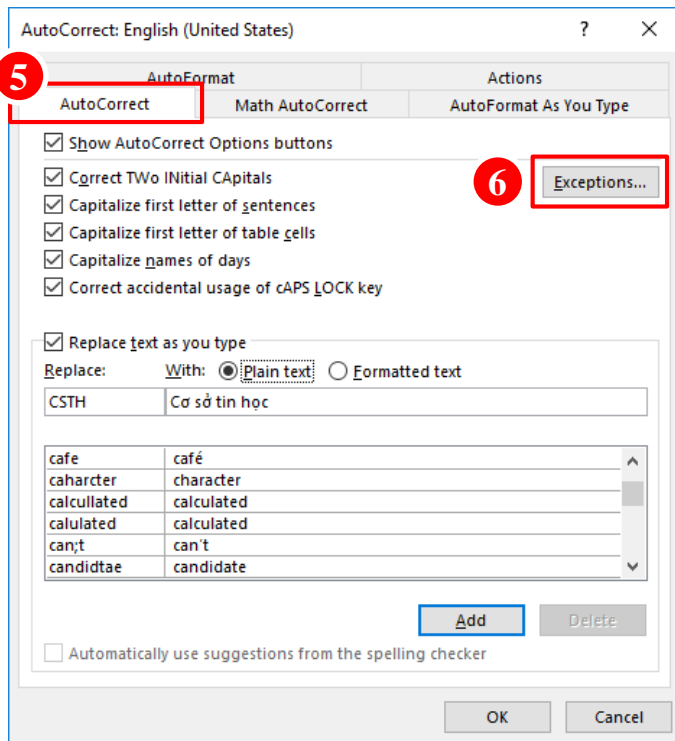 AutoCorrect: English (United States) ?
5
AutoFormat Actions
AutoCorrect Math AutoCorrect AutoFormat As You Type
Show AutoCorrect Options buttons
Correct TWo INitial CApitals 6 Exceptions...
Capitalize first letter of sentences
Capitalize first letter of table cells
Capitalize names of days
Correct accidental usage of cAPS LOCK key
Replace text as you type
Replace: With: Plain text Formatted text
CSTH Cơ sở tin học
cafe café
caharcter character
calcullated calculated
calulated calculated
can;t can't
candidtae candidate
Add Delete
Automatically use suggestions from the spelling checker
OK Cancel